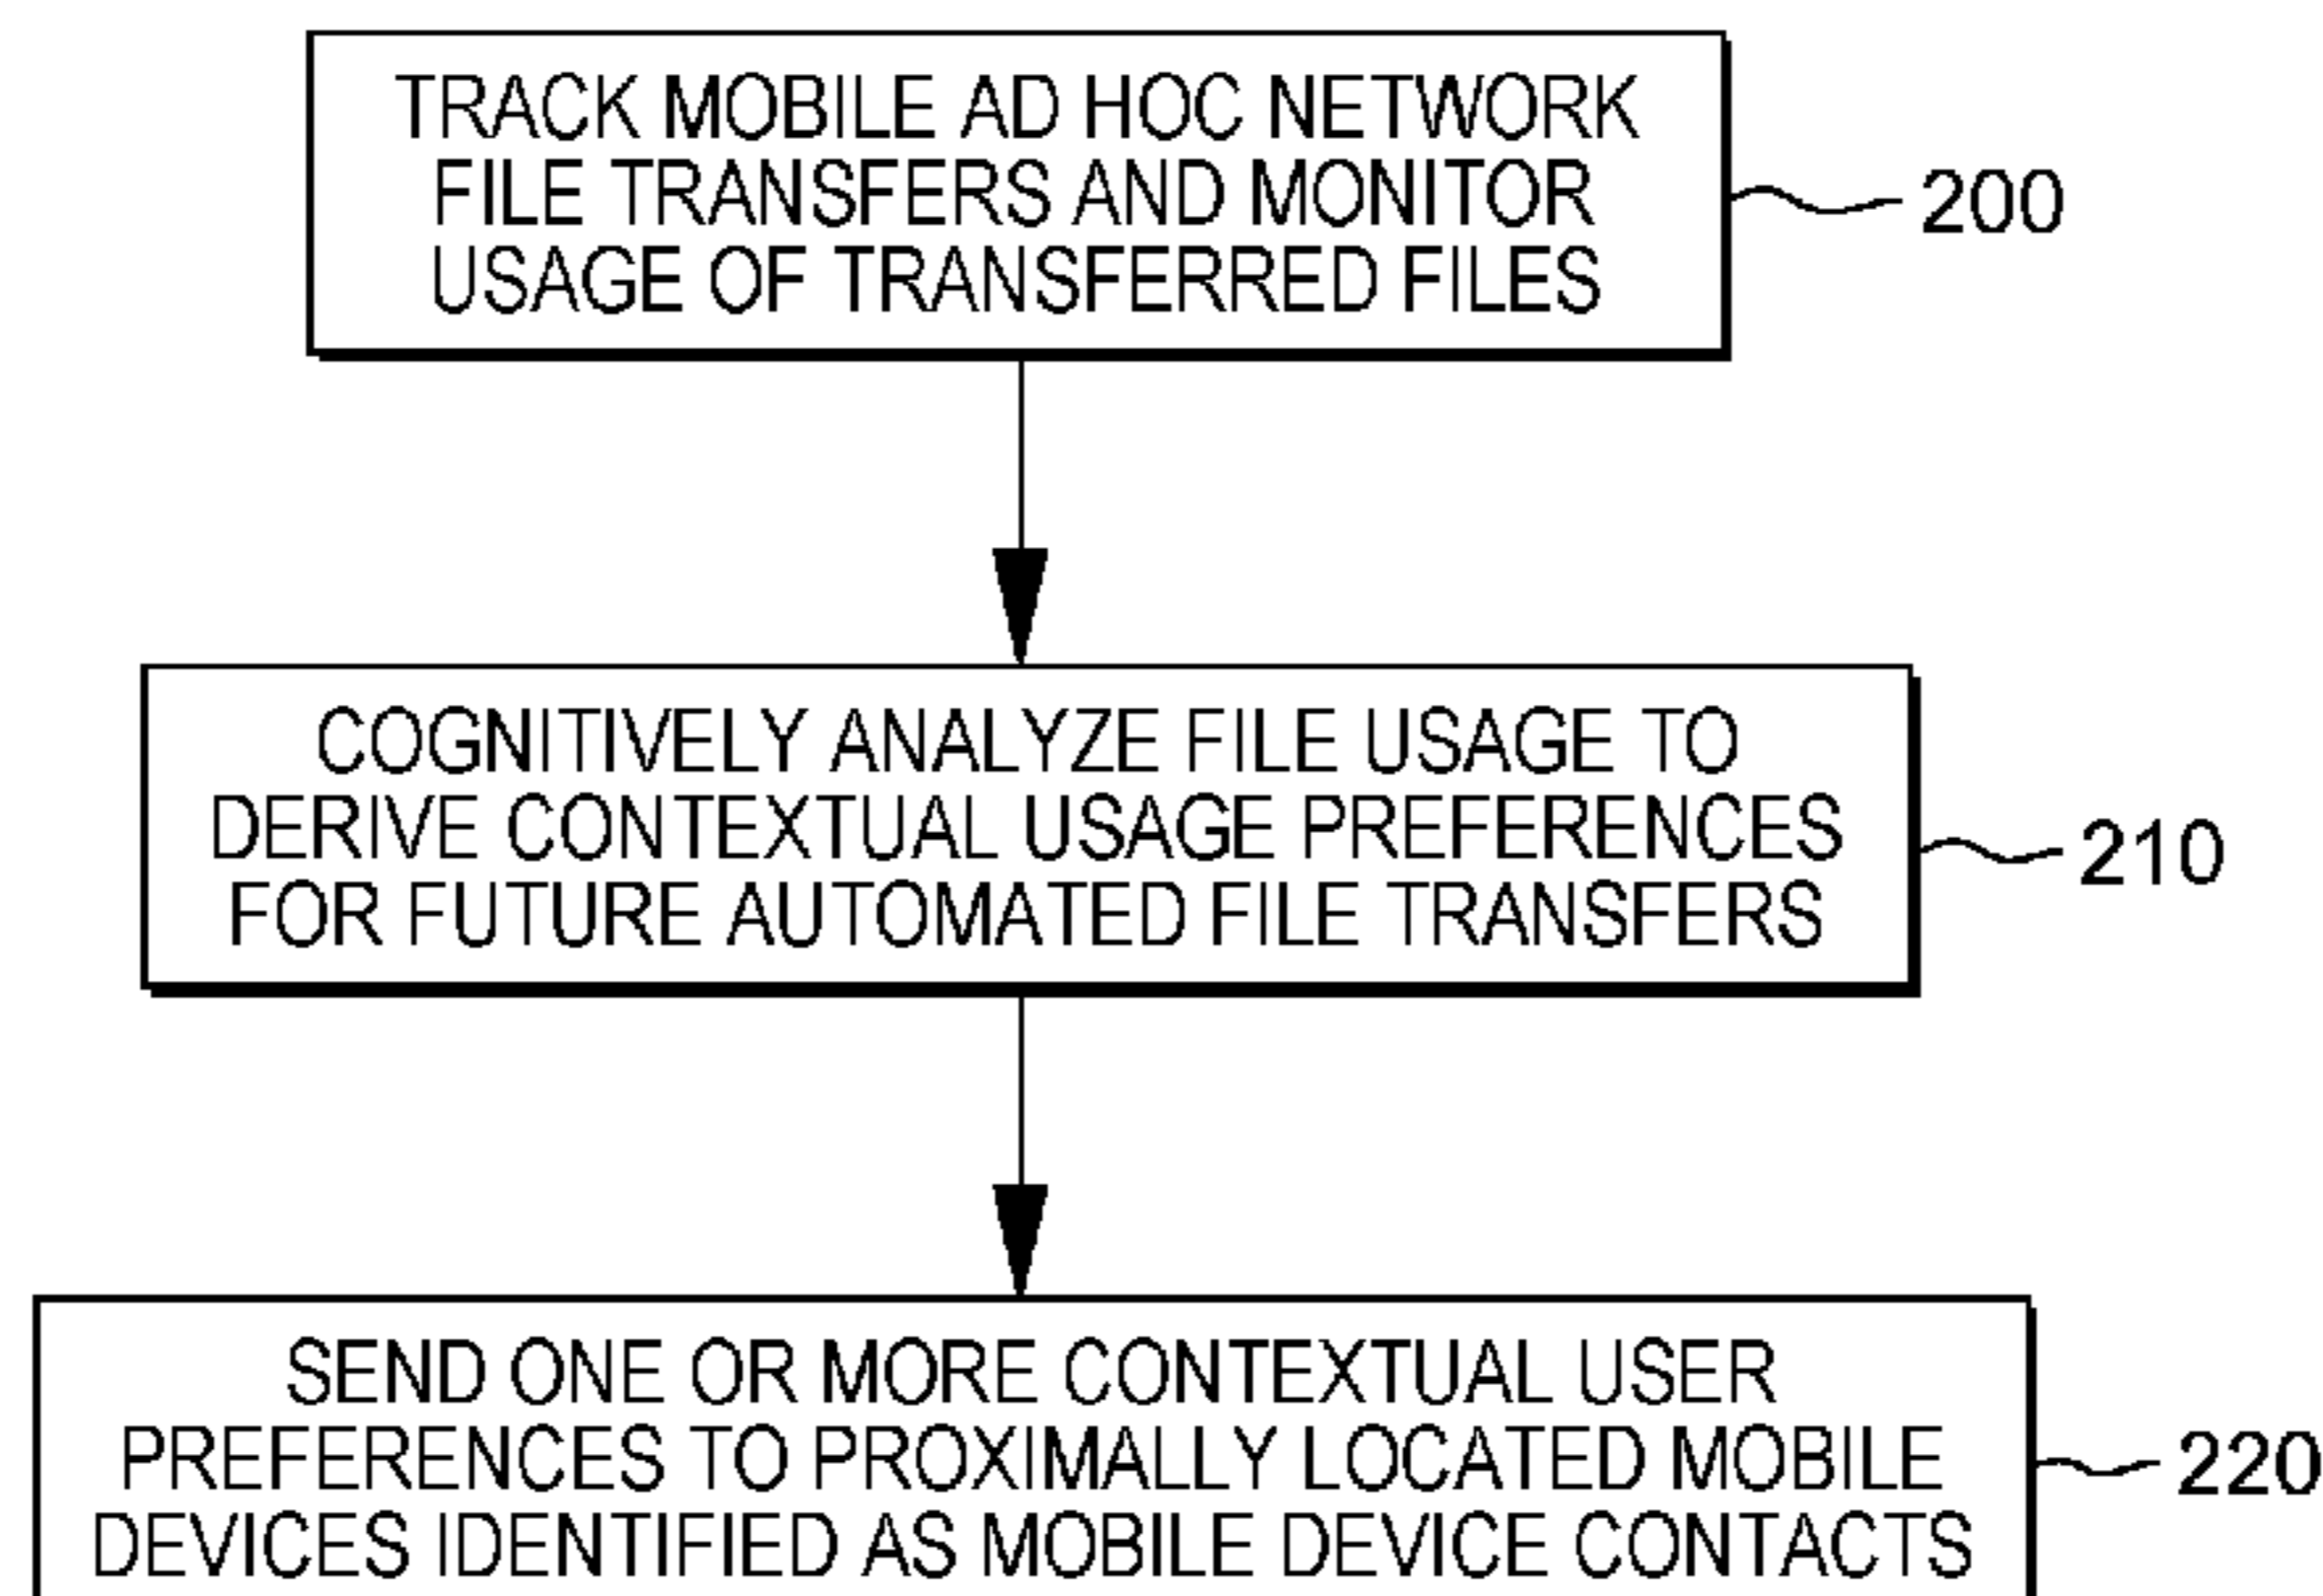 TRACK MOBILE AD HOC NETWORK
FILE TRANSFERS AND MONITOR
USAGE OF TRANSFERRED FILES
200
COGNITIVELY ANALYZE FILE USAGE TO
DERIVE CONTEXTUAL USAGE PREFERENCES
FOR FUTURE AUTOMATED FILE TRANSFERS
210
SEND ONE OR MORE CONTEXTUAL USER
PREFERENCES TO PROXIMALLY LOCATED MOBILE
DEVICES IDENTIFIED AS MOBILE DEVICE CONTACTS
220